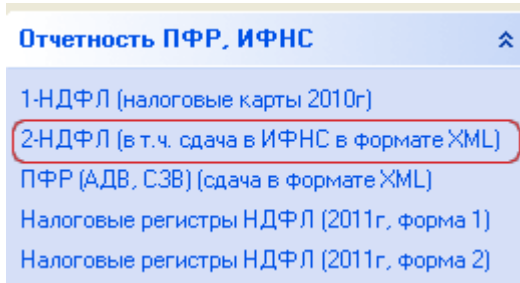 Отчетность ПФР, ИФНС
1-НДФЛ (налоговые карты 2010г)
2-НДФЛ (в т.ч. сдача в ИФНС в формате XML)
ПФР (АДВ, СЗВ) (сдача в формате XML)
Налоговые регистры НДФЛ (2011г, форма 1)
Налоговые регистры НДФЛ (2011г, форма 2)